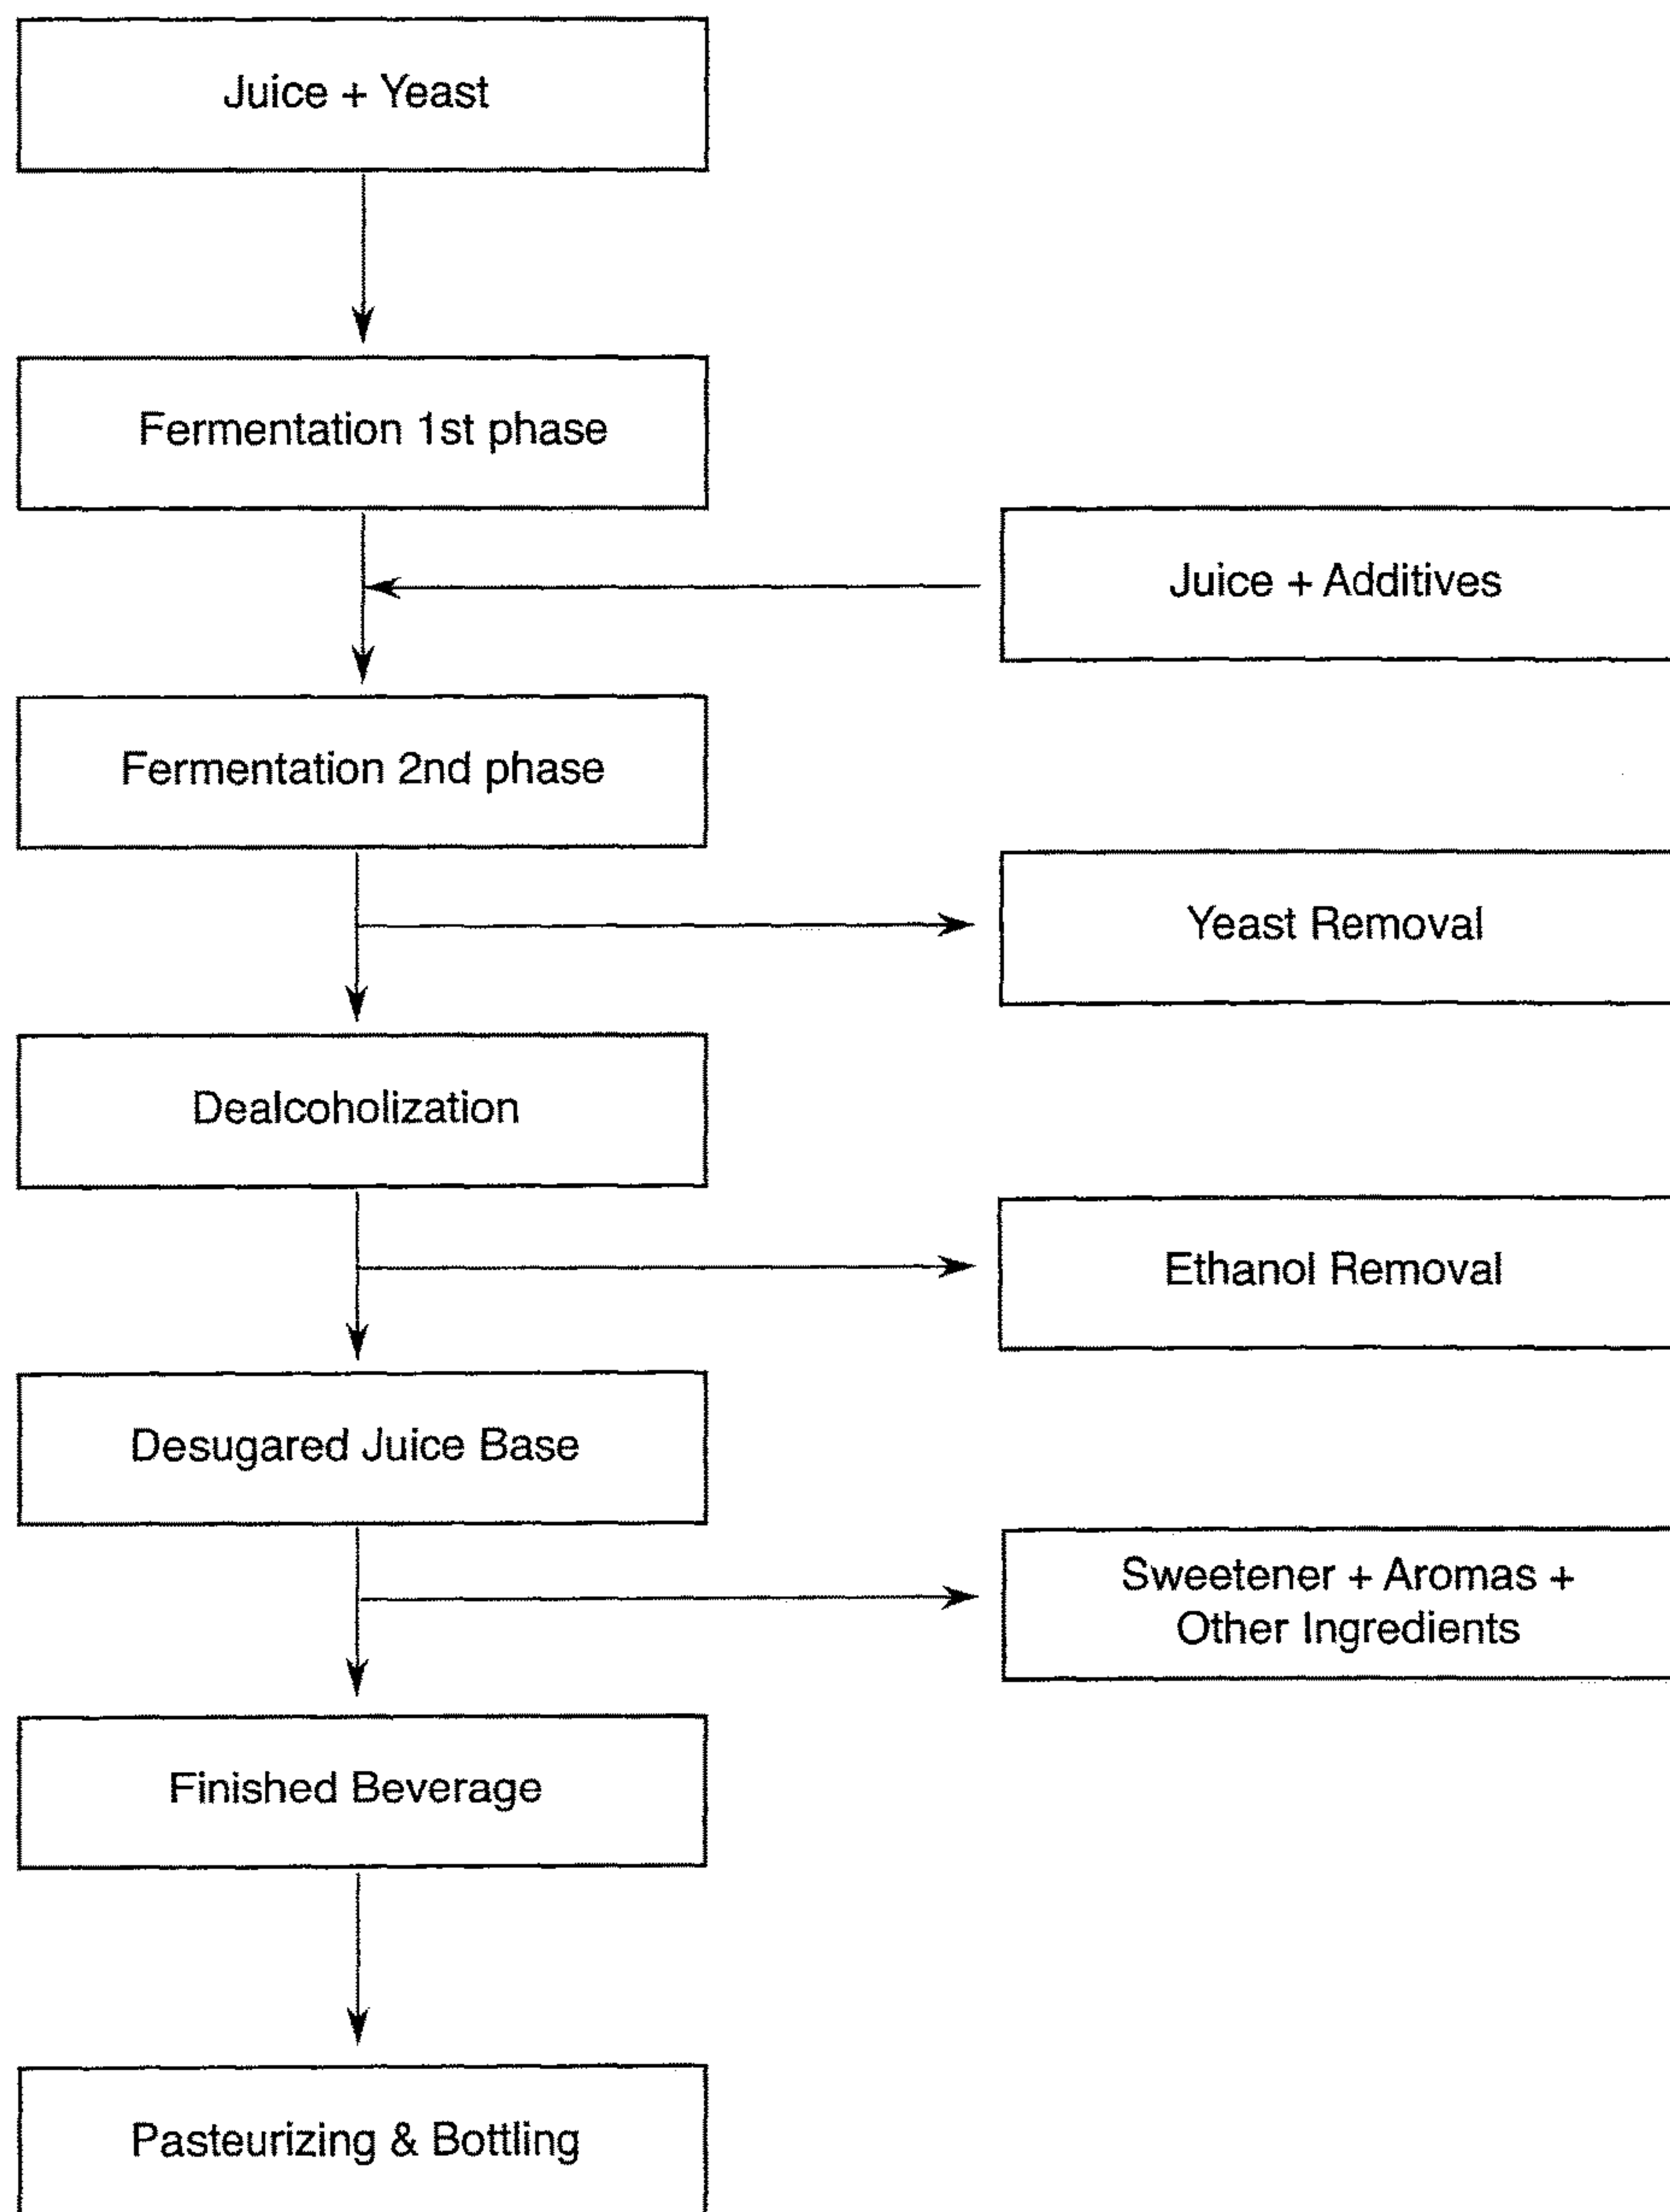 Juice + Yeast
Fermentation 1st phase
Juice + Additives
Fermentation 2nd phase
Yeast Removal
Dealcoholization
Ethanol Removal
Desugared Juice Base
Sweetener + Aromas +
Other Ingredients
Finished Beverage
Pasteurizing & Bottling